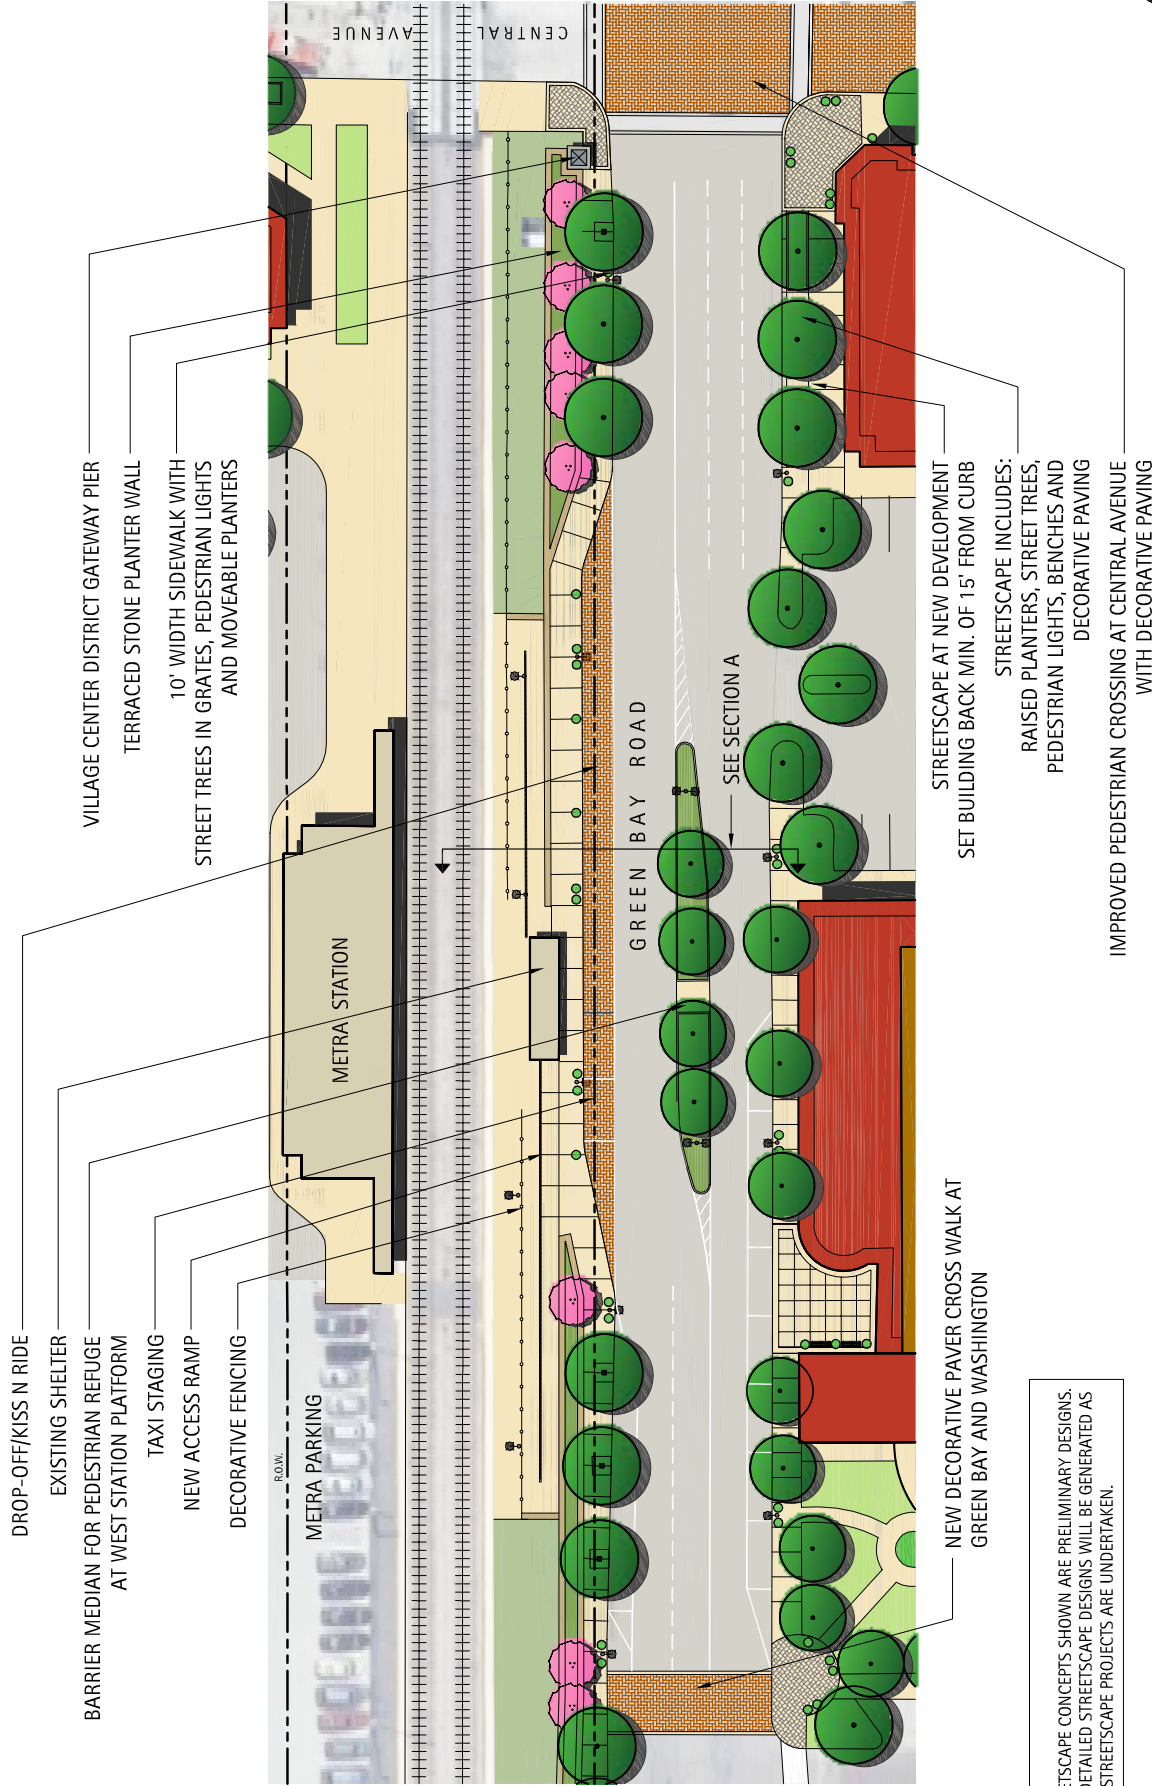 VILLAGE CENTER DISTRICT GATEWAY PIER
TERRACED STONE PLANTER WALL
10' WIDTH SIDEWALK WITH
STREET TREES IN GRATES, PEDESTRIAN LIGHTS
AND MOVEABLE PLANTERS
DROP-OFF/KISS N RIDE
EXISTING SHELTER
BARRIER MEDIAN FOR PEDESTRIAN REFUGE
AT WEST STATION PLATFORM
TAXI STAGING
NEW ACCESS RAMP
DECORATIVE FENCING
R.O.W.
METRA PARKING
METRA STATION
CENTRAL
AVENUE
GREEN BAY ROAD
SEE SECTION A
STREETSCAPE AT NEW DEVELOPMENT
SET BUILDING BACK MIN. OF 15' FROM CURB
STREETSCAPE INCLUDES:
RAISED PLANTERS, STREET TREES,
PEDESTRIAN LIGHTS, BENCHES AND
DECORATIVE PAVING
IMPROVED PEDESTRIAN CROSSING AT CENTRAL AVENUE
WITH DECORATIVE PAVING
NEW DECORATIVE PAVER CROSS WALK AT
GREEN BAY AND WASHINGTON
ETSCAPE CONCEPTS SHOWN ARE PRELIMINARY DESIGNS.
DETAILED STREETSCAPE DESIGNS WILL BE GENERATED AS
STREETSCAPE PROJECTS ARE UNDERTAKEN.